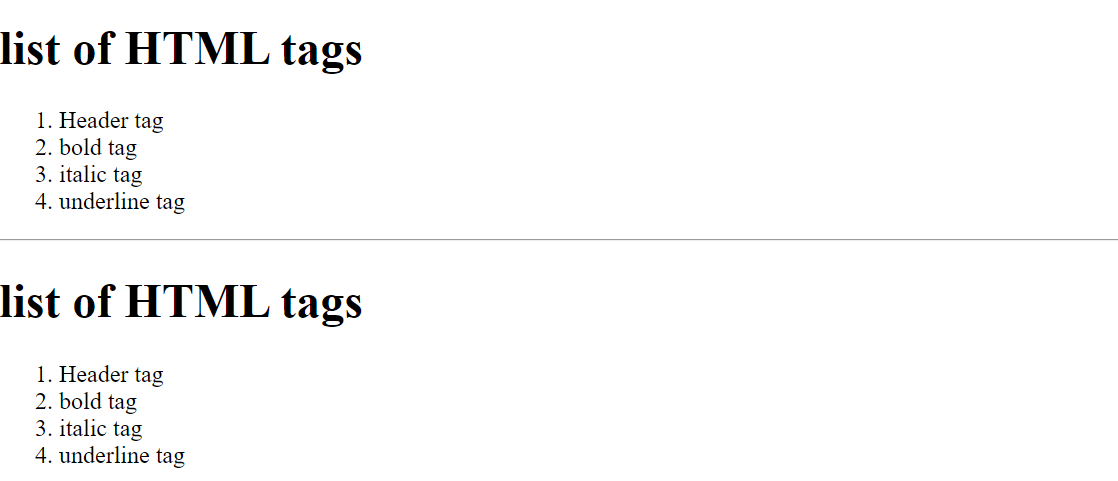 list of HTML tags
1. Header tag
2. bold tag
3. italic tag
4. underline tag
list of HTML tags
1. Header tag
2. bold tag
3. italic tag
4. underline tag